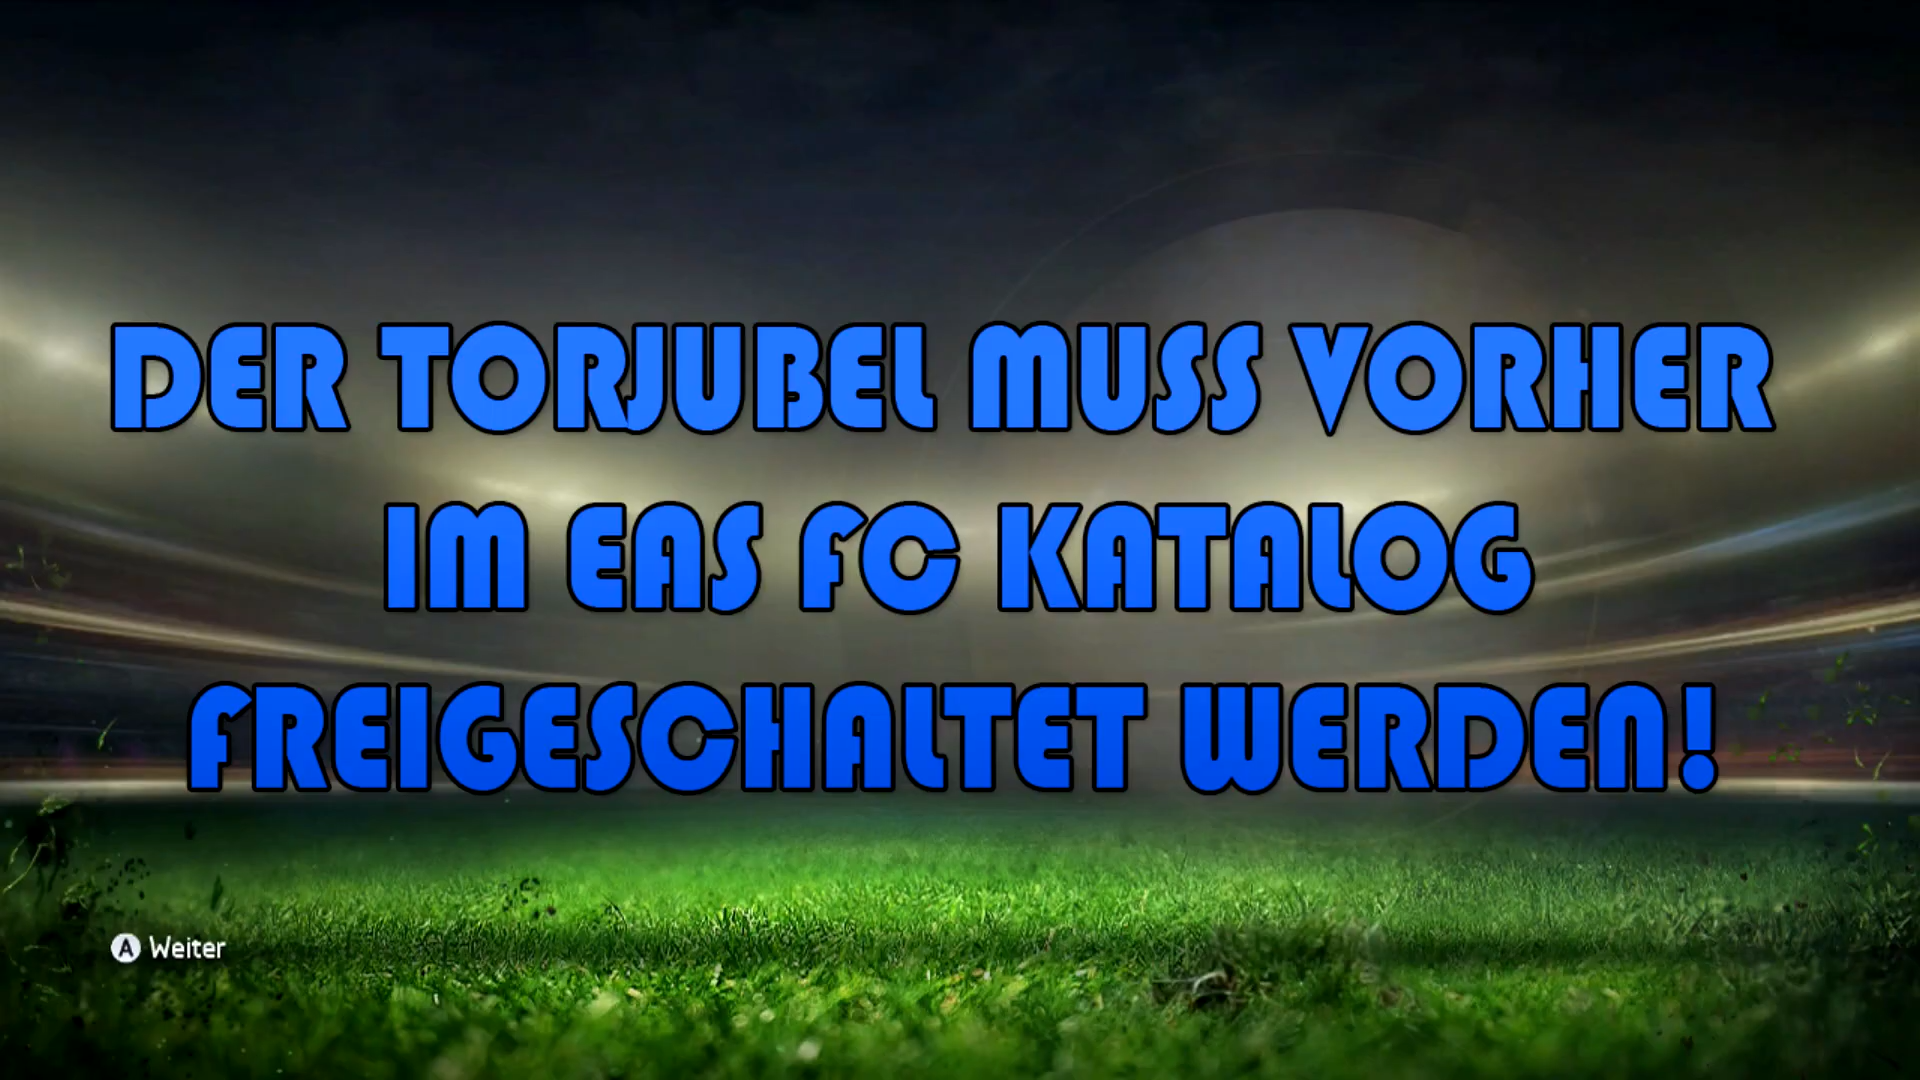 DER TORJUBEL MUSS VORHER
IM EAS FC KATALOG
FREIGESCHALTET WERDEN!
A Weiter